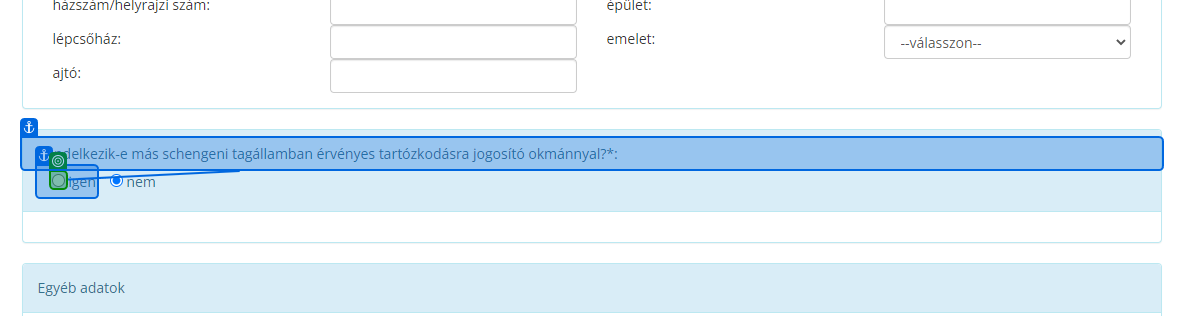 házszám/helyrajzi szám:
épület:
lépcsőház:
emelet:
--válasszon--
ajtó:
delkezik-e más schengeni tagállamban érvényes tartózkodásra jogosító okmánnyal?*:
igen
nem
Egyéb adatok